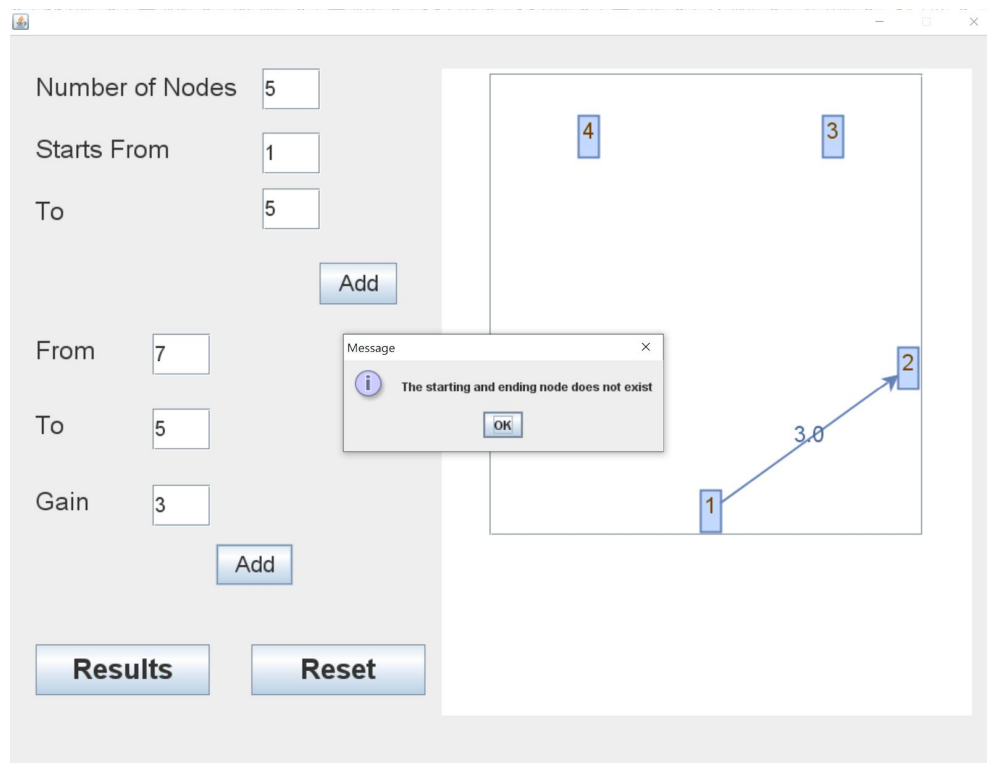 Number of Nodes 5
Starts From 1
To 5
Add
From 7
To 5
Gain 3
Add
Results Reset
4 3
2
3.0
1
Message
The starting and ending node does not exist
OK